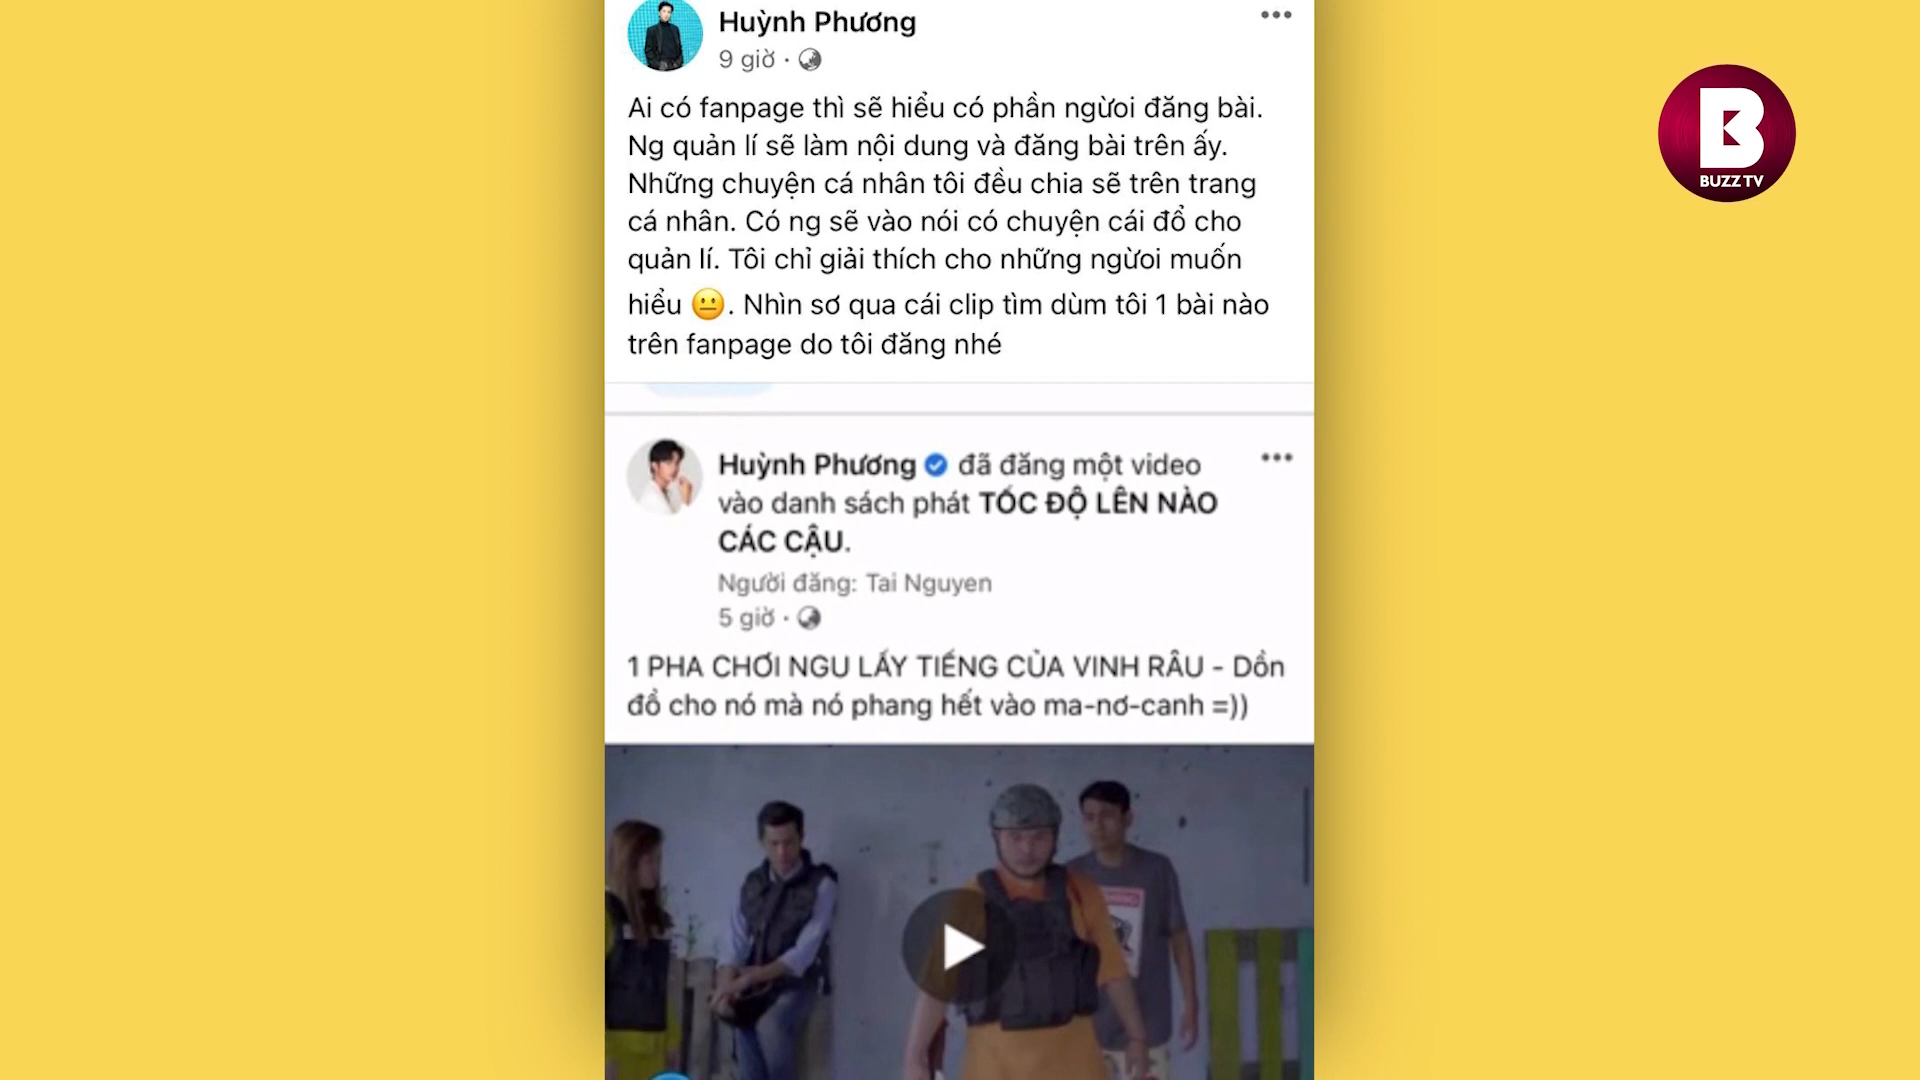 Huỳnh Phương
9 giờ ·
Ai có fanpage thì sẽ hiểu có phần ngừoi đăng bài.
Ng quản lí sẽ làm nội dung và đăng bài trên ấy.
Những chuyện cá nhân tôi đều chia sẽ trên trang
cá nhân. Có ng sẽ vào nói có chuyện cái đổ cho
quản lí. Tôi chỉ giải thích cho những ngừoi muốn
hiểu 😐. Nhìn sơ qua cái clip tìm dùm tôi 1 bài nào
trên fanpage do tôi đăng nhé
Huỳnh Phương đã đăng một video
vào danh sách phát TỐC ĐỘ LÊN NÀO
CÁC CẬU.
Người đăng: Tai Nguyen
5 giờ ·
1 PHA CHƠI NGU LẤY TIẾNG CỦA VINH RÂU - Dồn
đồ cho nó mà nó phang hết vào ma-nơ-canh =))
B
BUZZ TV